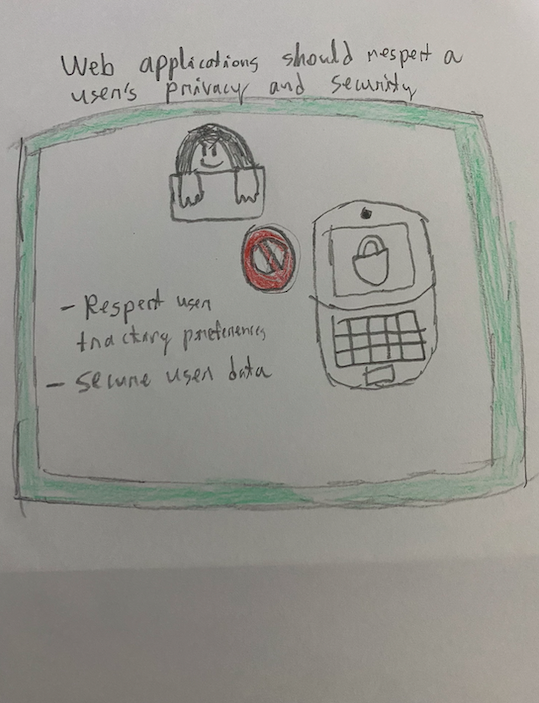 Web applications should respect a
user's privacy and security
- Respect user
tracking preferences
- Secure user data